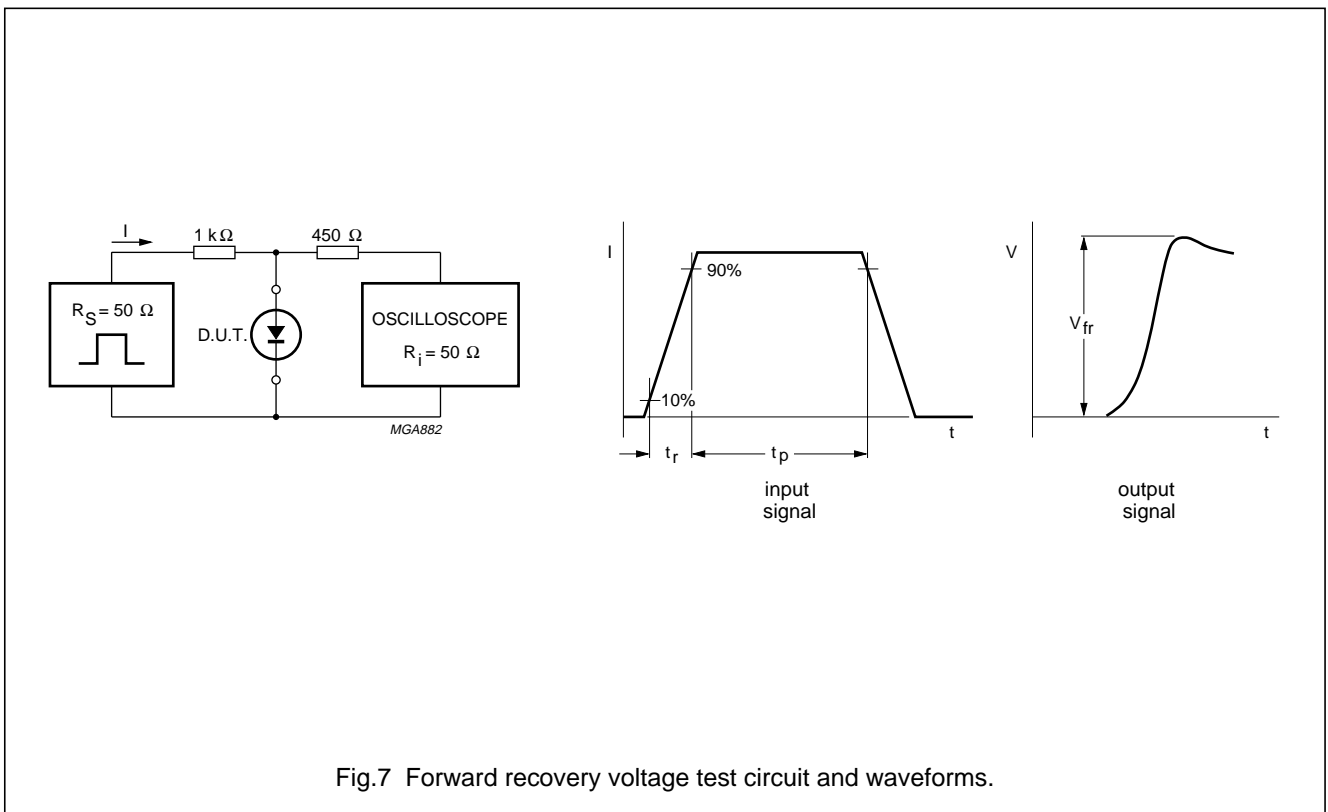 I
1 kΩ
450 Ω
R_S = 50 Ω
D.U.T.
OSCILLOSCOPE
R_i = 50 Ω
MGA882
I
90%
10%
t
t_r
t_p
input
signal
V
V_fr
t
output
signal
Fig.7 Forward recovery voltage test circuit and waveforms.